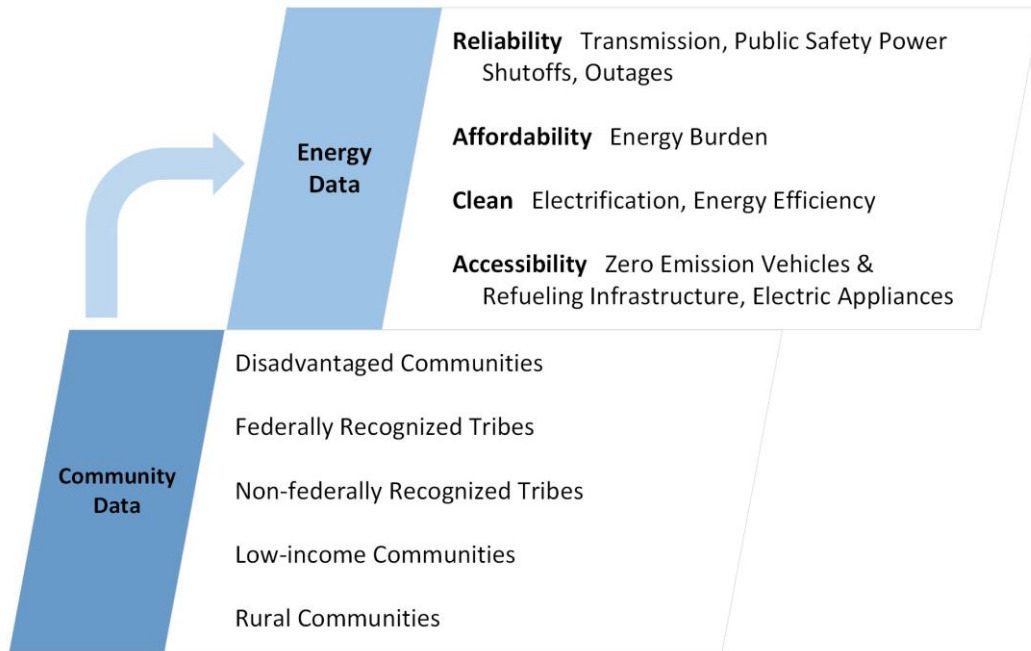 Energy
Data
Reliability Transmission, Public Safety Power
Shutoffs, Outages
Affordability Energy Burden
Clean Electrification, Energy Efficiency
Accessibility Zero Emission Vehicles &
Refueling Infrastructure, Electric Appliances
Community
Data
Disadvantaged Communities
Federally Recognized Tribes
Non-federally Recognized Tribes
Low-income Communities
Rural Communities